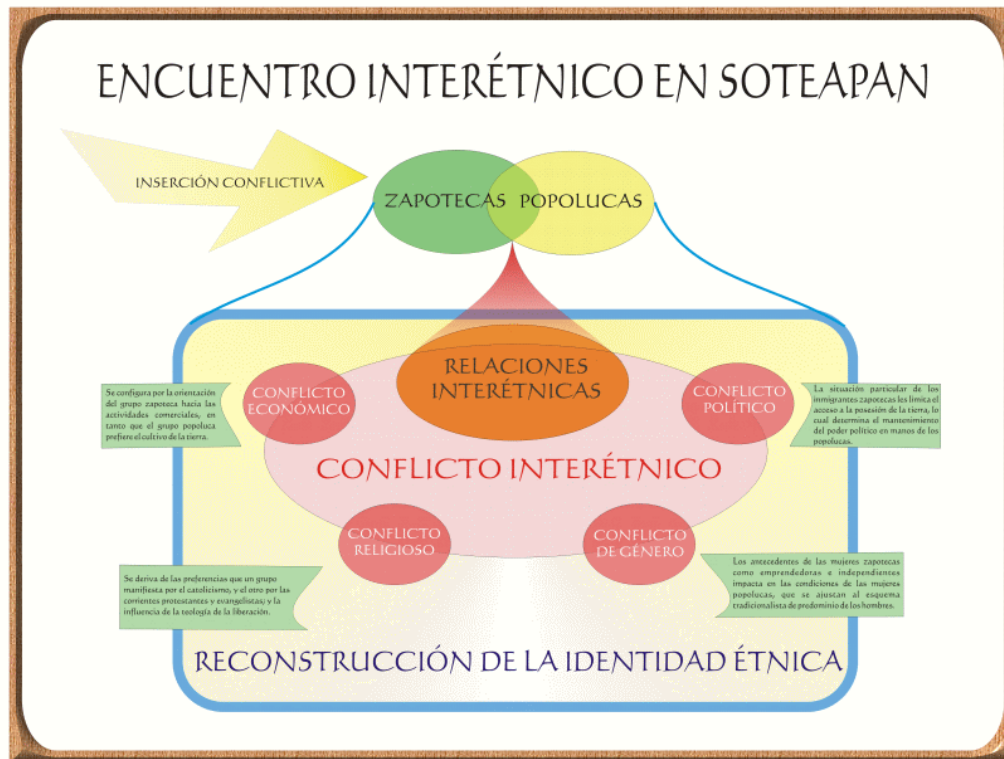 ENCUENTRO INTERÉTNICO EN SOTEAPAN
INSERCIÓN CONFLICTIVA
ZAPOTECAS
POPOLUCAS
RELACIONES
INTERÉTNICAS
CONFLICTO
ECONÓMICO
Se configura por la orientación
del grupo zapoteca hacia las
actividades comerciales, en
tanto que el grupo popoluca
prefiere el cultivo de la tierra.
CONFLICTO
POLÍTICO
La situación particular de los
inmigrantes zapotecas les limita el
acceso a la posesión de la tierra, lo
cual determina el mantenimiento
del poder político en manos de los
popolucas.
CONFLICTO INTERÉTNICO
CONFLICTO
RELIGIOSO
Se deriva de las preferencias que un grupo
manifiesta por el catolicismo, y el otro por las
corrientes protestantes y evangelistas; y la
influencia de la teología de la liberación.
CONFLICTO
DE GÉNERO
Los antecedentes de las mujeres zapotecas
como emprendedoras e independientes
impacta en las condiciones de las mujeres
popolucas, que se ajustan al esquema
tradicionalista de predominio de los hombres.
RECONSTRUCCIÓN DE LA IDENTIDAD ÉTNICA